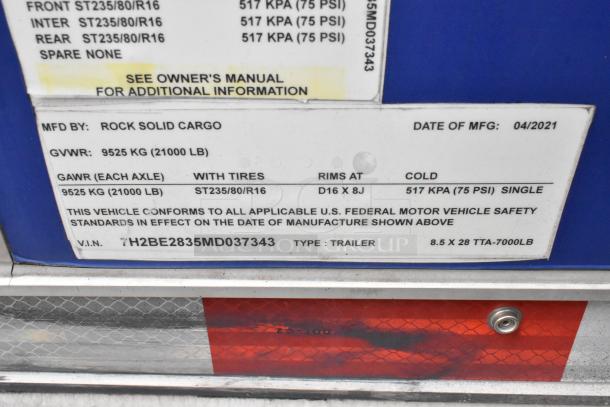 FRONT ST235/80/R16 517 KPA (75 PSI)
INTER ST235/80/R16 517 KPA (75 PSI)
REAR ST235/80/R16 517 KPA (75 PSI)
SPARE NONE
SEE OWNER'S MANUAL
FOR ADDITIONAL INFORMATION
35MD037343
MFD BY: ROCK SOLID CARGO DATE OF MFG: 04/2021
GVWR: 9525 KG (21000 LB)
GAWR (EACH AXLE) WITH TIRES RIMS AT COLD
9525 KG (21000 LB) ST235/80/R16 D16 X 8J 517 KPA (75 PSI) SINGLE
THIS VEHICLE CONFORMS TO ALL APPLICABLE U.S. FEDERAL MOTOR VEHICLE SAFETY
STANDARDS IN EFFECT ON THE DATE OF MANUFACTURE SHOWN ABOVE
V.I.N. 7H2BE2835MD037343 TYPE : TRAILER 8.5 X 28 TTA-7000LB
AUCTION GROUP